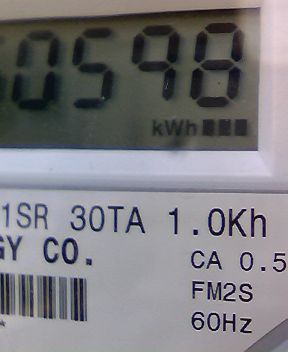 0598
kWh
1SR 30TA 1.0Kh
GY CO.
CA 0.5
FM2S
60Hz